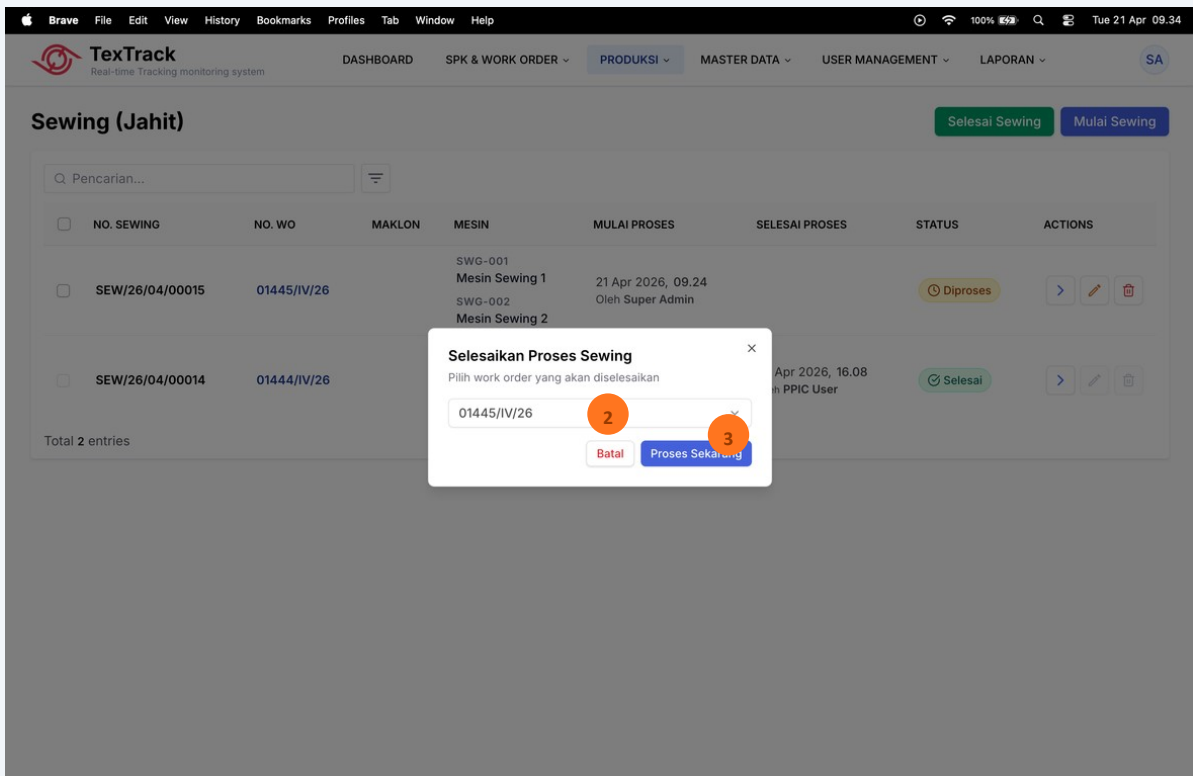 Brave File Edit View History Bookmarks Profiles Tab Window Help 100% Tue 21 Apr 09.34
TexTrack
Real-time Tracking monitoring system
DASHBOARD SPK & WORK ORDER PRODUKSI MASTER DATA USER MANAGEMENT LAPORAN SA
Sewing (Jahit)
Selesai Sewing Mulai Sewing
Pencarian...
NO. SEWING NO. WO MAKLON MESIN MULAI PROSES SELESAI PROSES STATUS ACTIONS
SEW/26/04/00015 01445/IV/26 Diproses
SWG-001
Mesin Sewing 1
SWG-002
Mesin Sewing 2
21 Apr 2026, 09.24
Oleh Super Admin
SEW/26/04/00014 01444/IV/26 Selesai
Apr 2026, 16.08
PPIC User
Selesaikan Proses Sewing
Pilih work order yang akan diselesaikan
01445/IV/26
2
3
Batal Proses Sekarang
Total 2 entries